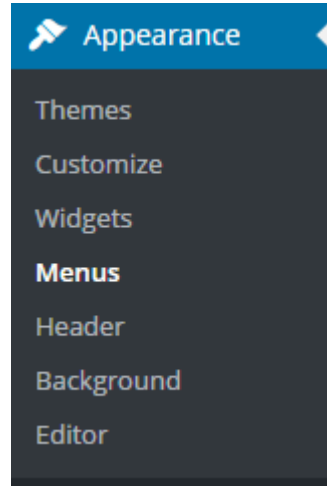 Appearance
Themes
Customize
Widgets
Menus
Header
Background
Editor